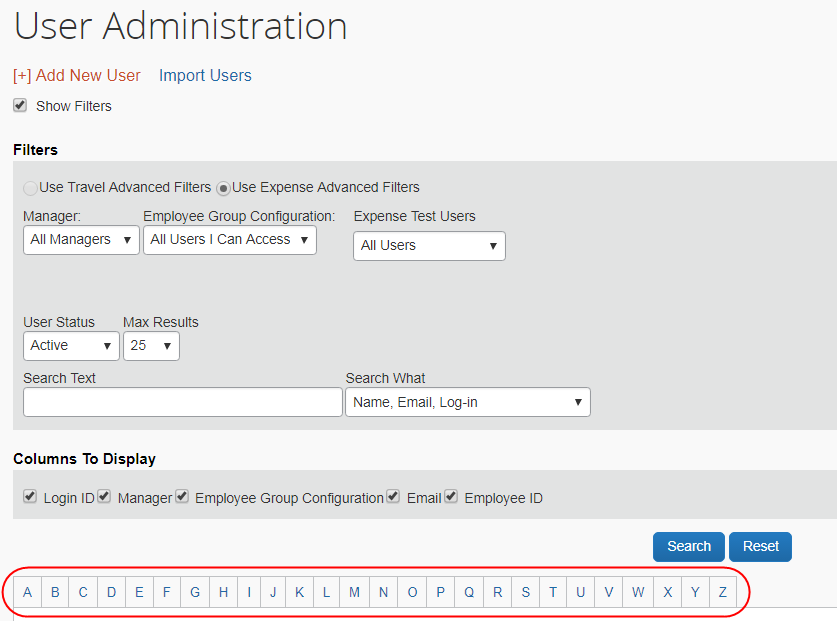 User Administration
[+] Add New User Import Users
Show Filters
Filters
Use Travel Advanced Filters Use Expense Advanced Filters
Manager: Employee Group Configuration: Expense Test Users
All Managers All Users I Can Access All Users
User Status Max Results
Active 25
Search Text Search What
Name, Email, Log-in
Columns To Display
Login ID Manager Employee Group Configuration Email Employee ID
Search Reset
A B C D E F G H I J K L M N O P Q R S T U V W X Y Z